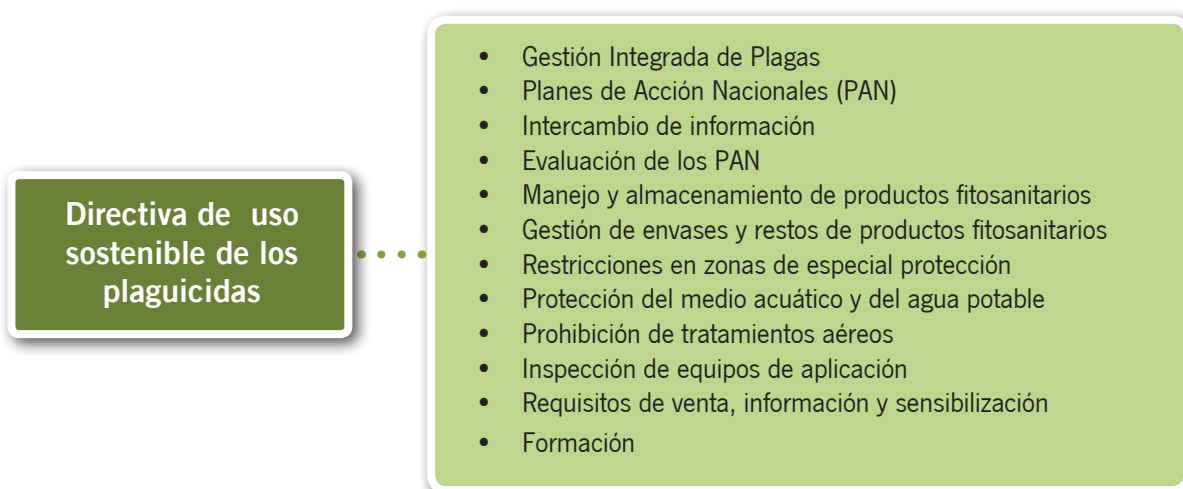 Directiva de uso
sostenible de los
plaguicidas
• Gestión Integrada de Plagas
• Planes de Acción Nacionales (PAN)
• Intercambio de información
• Evaluación de los PAN
• Manejo y almacenamiento de productos fitosanitarios
• Gestión de envases y restos de productos fitosanitarios
• Restricciones en zonas de especial protección
• Protección del medio acuático y del agua potable
• Prohibición de tratamientos aéreos
• Inspección de equipos de aplicación
• Requisitos de venta, información y sensibilización
• Formación